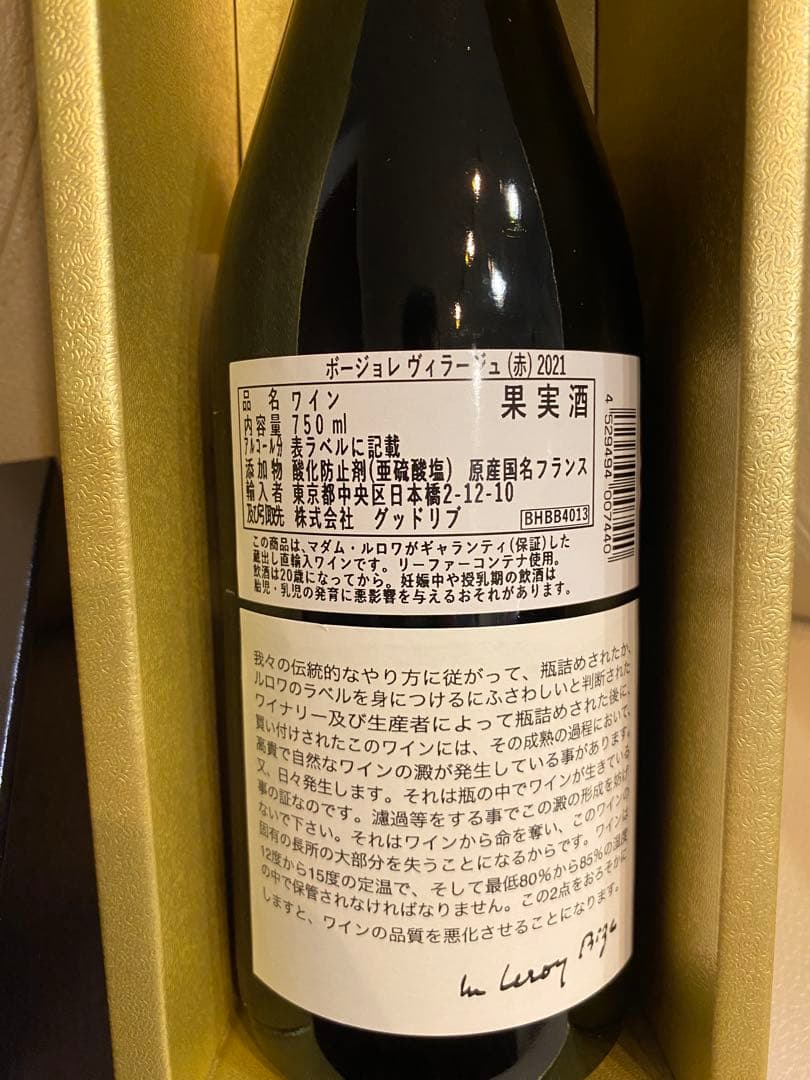 ボージョレ ヴィラージュ (赤) 2021
品名 ワイン 果実酒
内容量 750 ml
アルコール分 表ラベルに記載
添加物 酸化防止剤(亜硫酸塩) 原産国名フランス
輸入者 東京都中央区日本橋2-12-10
及び引取先 株式会社 グッドリブ BHBB4013
4 529494 007440
この商品は、マダム・ルロワがギャランティ(保証)した
蔵出し直輸入ワインです。リーファーコンテナ使用。
飲酒は20歳になってから。妊娠中や授乳期の飲酒は
胎児・乳児の発育に悪影響を与えるおそれがあります。
我々の伝統的なやり方に従がって、瓶詰めされたか、
ルロワのラベルを身につけるにふさわしいと判断された
ワイナリー及び生産者によって瓶詰めされた後に、
買い付けされたこのワインには、その成熟の過程において、
高貴で自然なワインの澱が発生している事があります。
又、日々発生します。それは瓶の中でワインが生きている
事の証なのです。濾過等をする事でこの澱の形成を妨げ
ないで下さい。それはワインから命を奪い、このワインの
固有の長所の大部分を失うことになるからです。ワインは
12度から15度の定温で、そして最低80%から85%の湿度
の中で保管されなければなりません。この2点をおろそかに
しますと、ワインの品質を悪化させることになります。
Leroy Bize